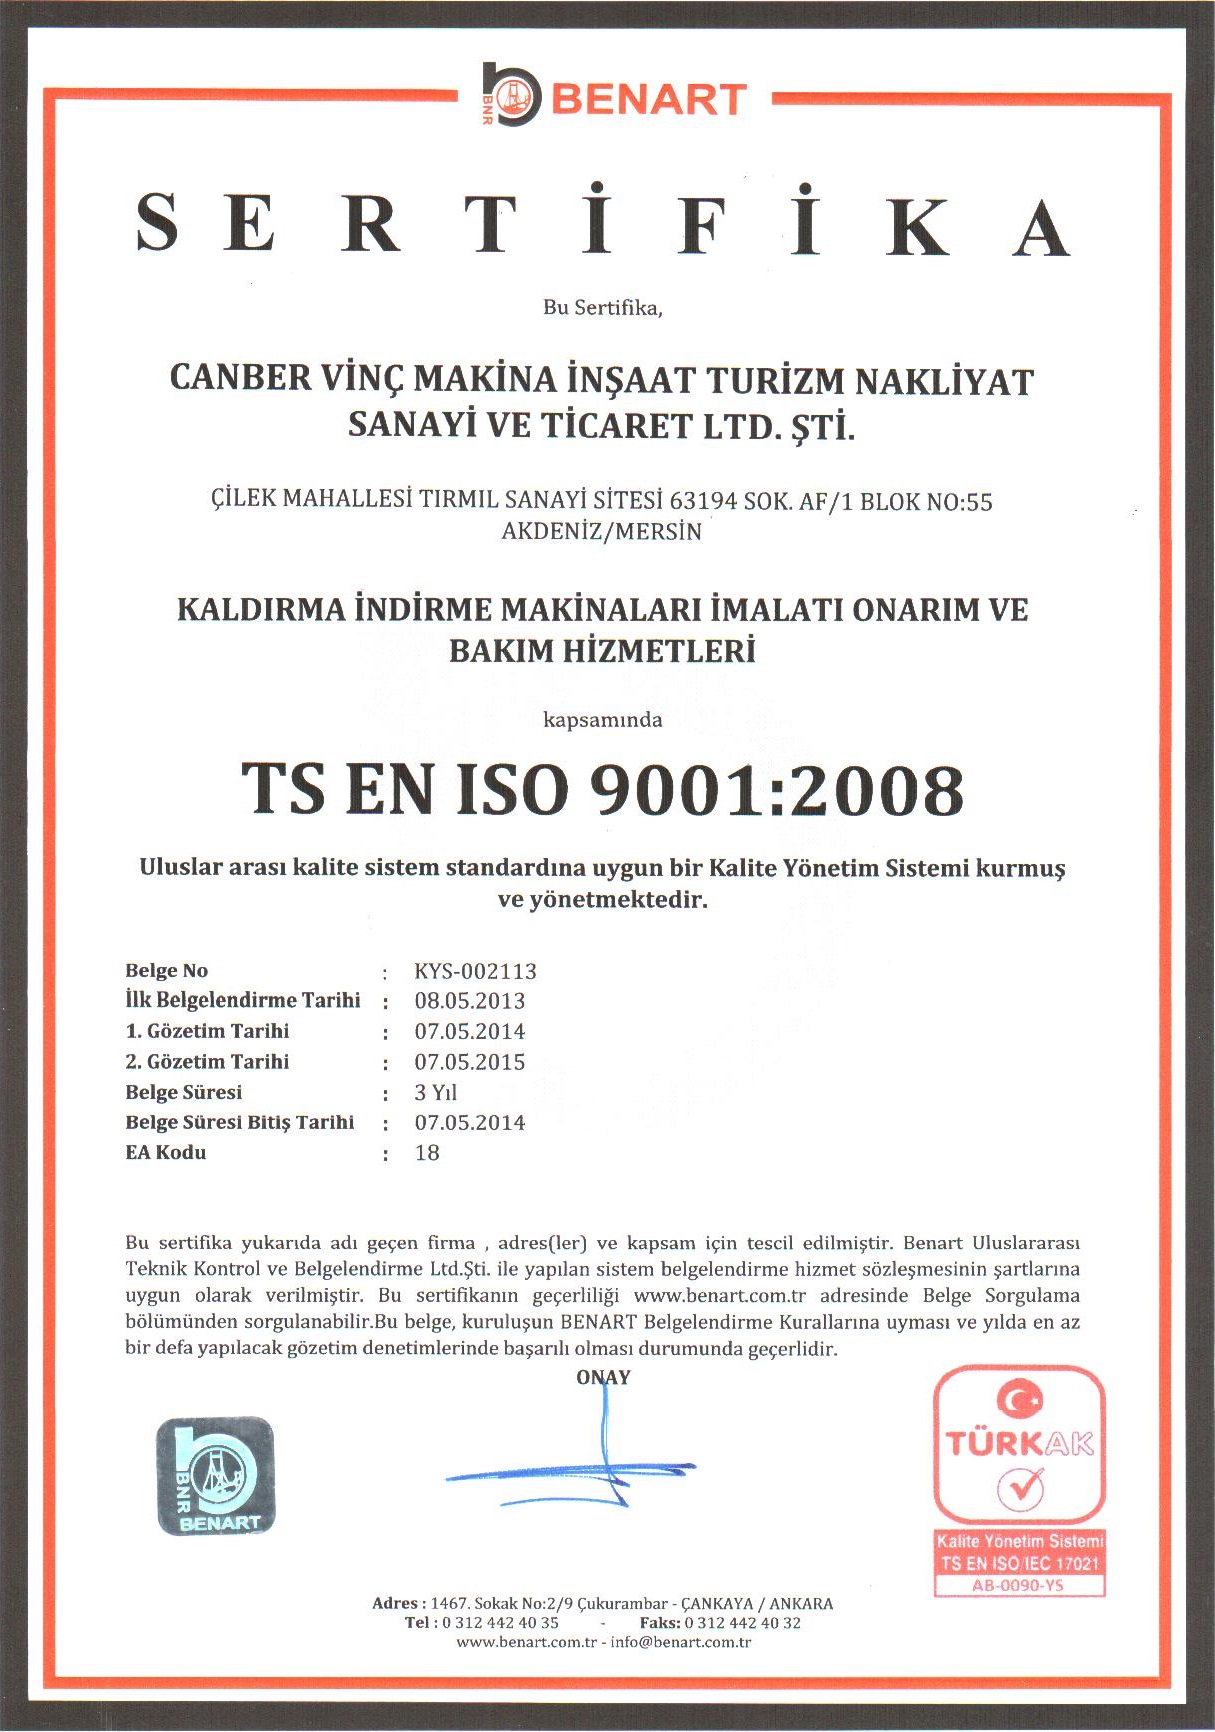 BNR BENART
SERTİFİKA
Bu Sertifika,
CANBER VİNÇ MAKİNA İNŞAAT TURİZM NAKLİYAT
SANAYİ VE TİCARET LTD. ŞTİ.
ÇİLEK MAHALLESİ TIRMIL SANAYİ SİTESİ 63194 SOK. AF/1 BLOK NO:55
AKDENİZ/MERSİN
KALDIRMA İNDİRME MAKİNALARI İMALATI ONARIM VE
BAKIM HİZMETLERİ
kapsamında
TS EN ISO 9001:2008
Uluslar arası kalite sistem standardına uygun bir Kalite Yönetim Sistemi kurmuş
ve yönetmektedir.
Belge No : KYS-002113
İlk Belgelendirme Tarihi : 08.05.2013
1. Gözetim Tarihi : 07.05.2014
2. Gözetim Tarihi : 07.05.2015
Belge Süresi : 3 Yıl
Belge Süresi Bitiş Tarihi : 07.05.2014
EA Kodu : 18
Bu sertifika yukarıda adı geçen firma , adres(ler) ve kapsam için tescil edilmiştir. Benart Uluslararası
Teknik Kontrol ve Belgelendirme Ltd.Şti. ile yapılan sistem belgelendirme hizmet sözleşmesinin şartlarına
uygun olarak verilmiştir. Bu sertifikanın geçerliliği www.benart.com.tr adresinde Belge Sorgulama
bölümünden sorgulanabilir.Bu belge, kuruluşun BENART Belgelendirme Kurallarına uyması ve yılda en az
bir defa yapılacak gözetim denetimlerinde başarılı olması durumunda geçerlidir.
ONAY
BNR
BENART
TÜRKAK
Kalite Yönetim Sistemi
TS EN ISO/IEC 17021
AB-0090-YS
Adres : 1467. Sokak No:2/9 Çukurambar - ÇANKAYA / ANKARA
Tel : 0 312 442 40 35 - Faks: 0 312 442 40 32
www.benart.com.tr - info@benart.com.tr